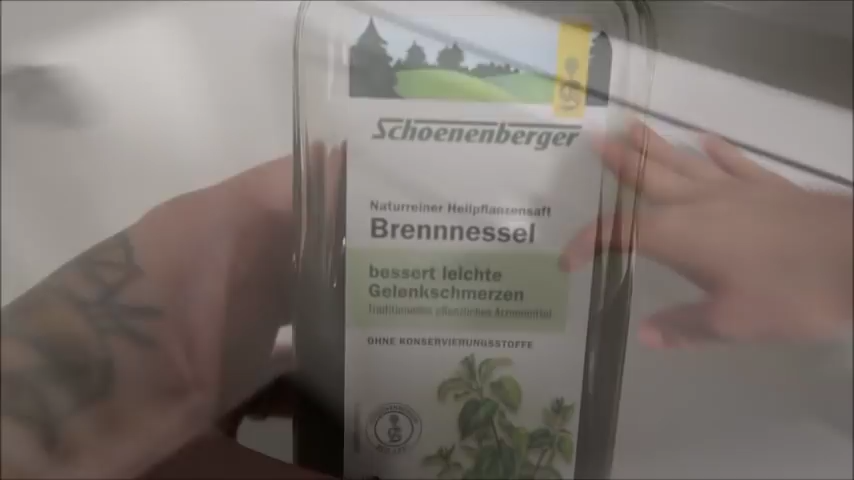 Schoenenberger
Naturreiner Heilpflanzensaft
Brennnessel
bessert leichte
Gelenkschmerzen
Traditionelles pflanzliches Arzneimittel
OHNE KONSERVIERUNGSSTOFFE